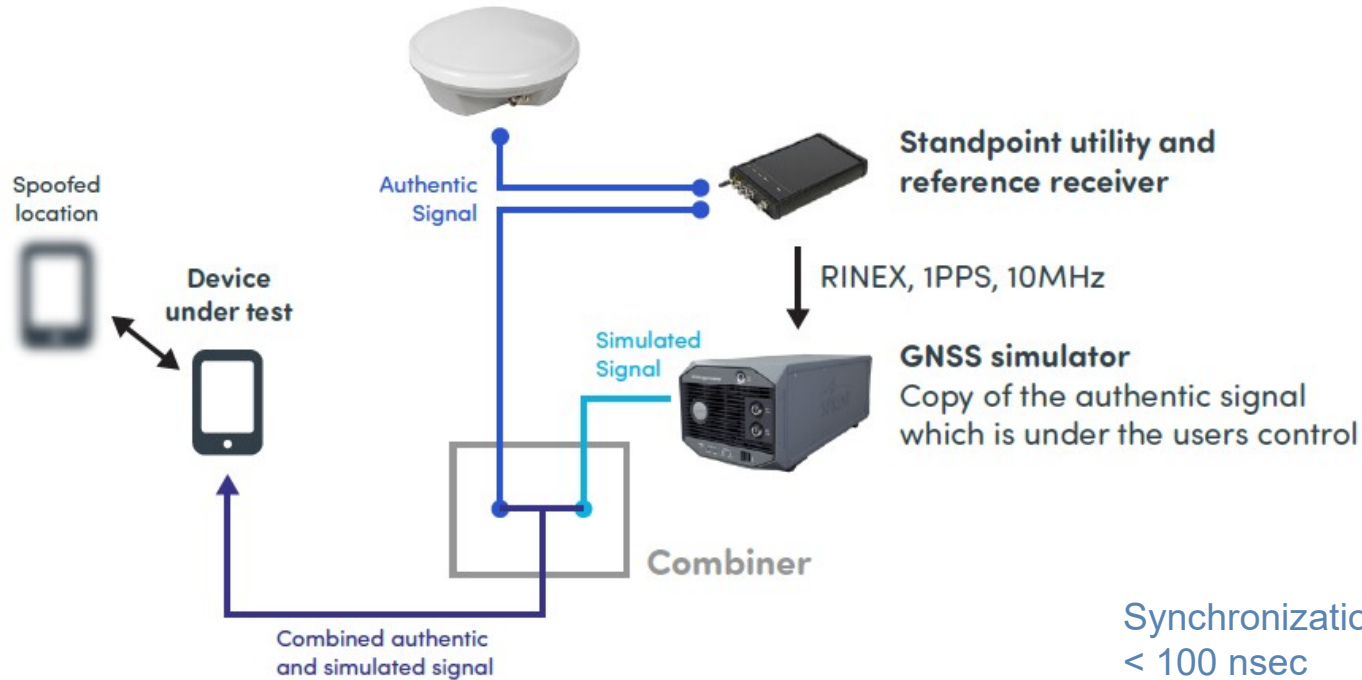 Spoofed
location
Authentic
Signal
Standpoint utility and
reference receiver
Device
under test
RINEX, 1PPS, 10MHz
Simulated
Signal
GNSS simulator
Copy of the authentic signal
which is under the users control
Combiner
Combined authentic
and simulated signal
< 100 nsec